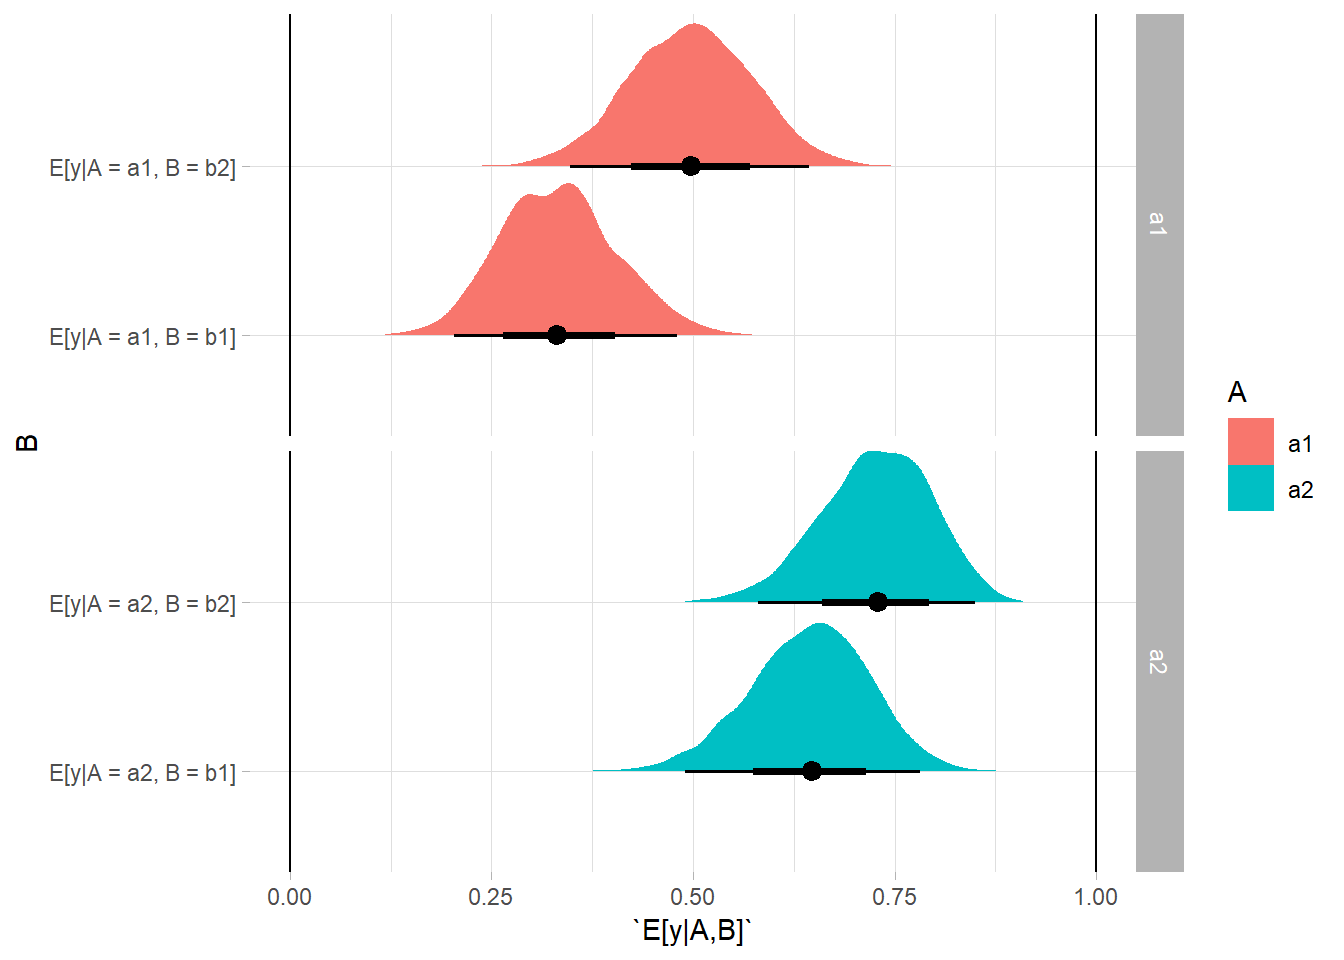 E[y|A = a1, B = b2]
E[y|A = a1, B = b1]
a1
B
E[y|A = a2, B = b2]
E[y|A = a2, B = b1]
a2
0.00 0.25 0.50 0.75 1.00
`E[y|A,B]`
A
a1
a2